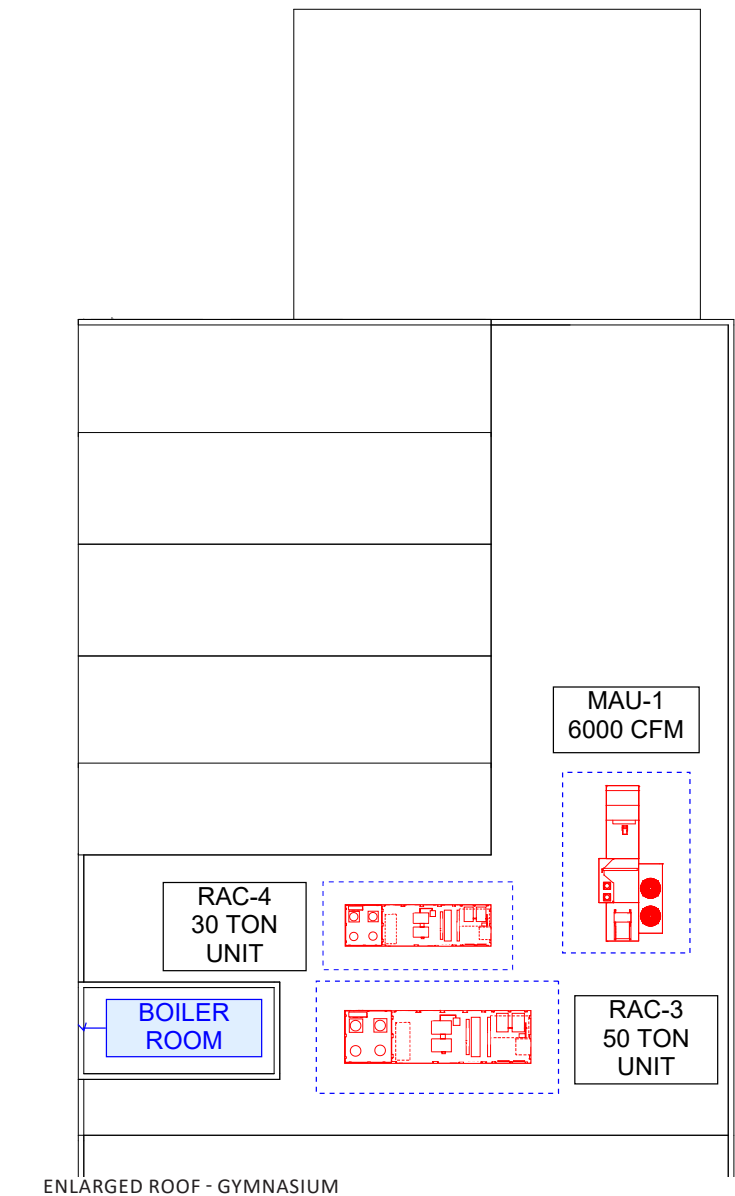 MAU-1
6000 CFM
RAC-4
30 TON
UNIT
BOILER
ROOM
RAC-3
50 TON
UNIT
ENLARGED ROOF - GYMNASIUM